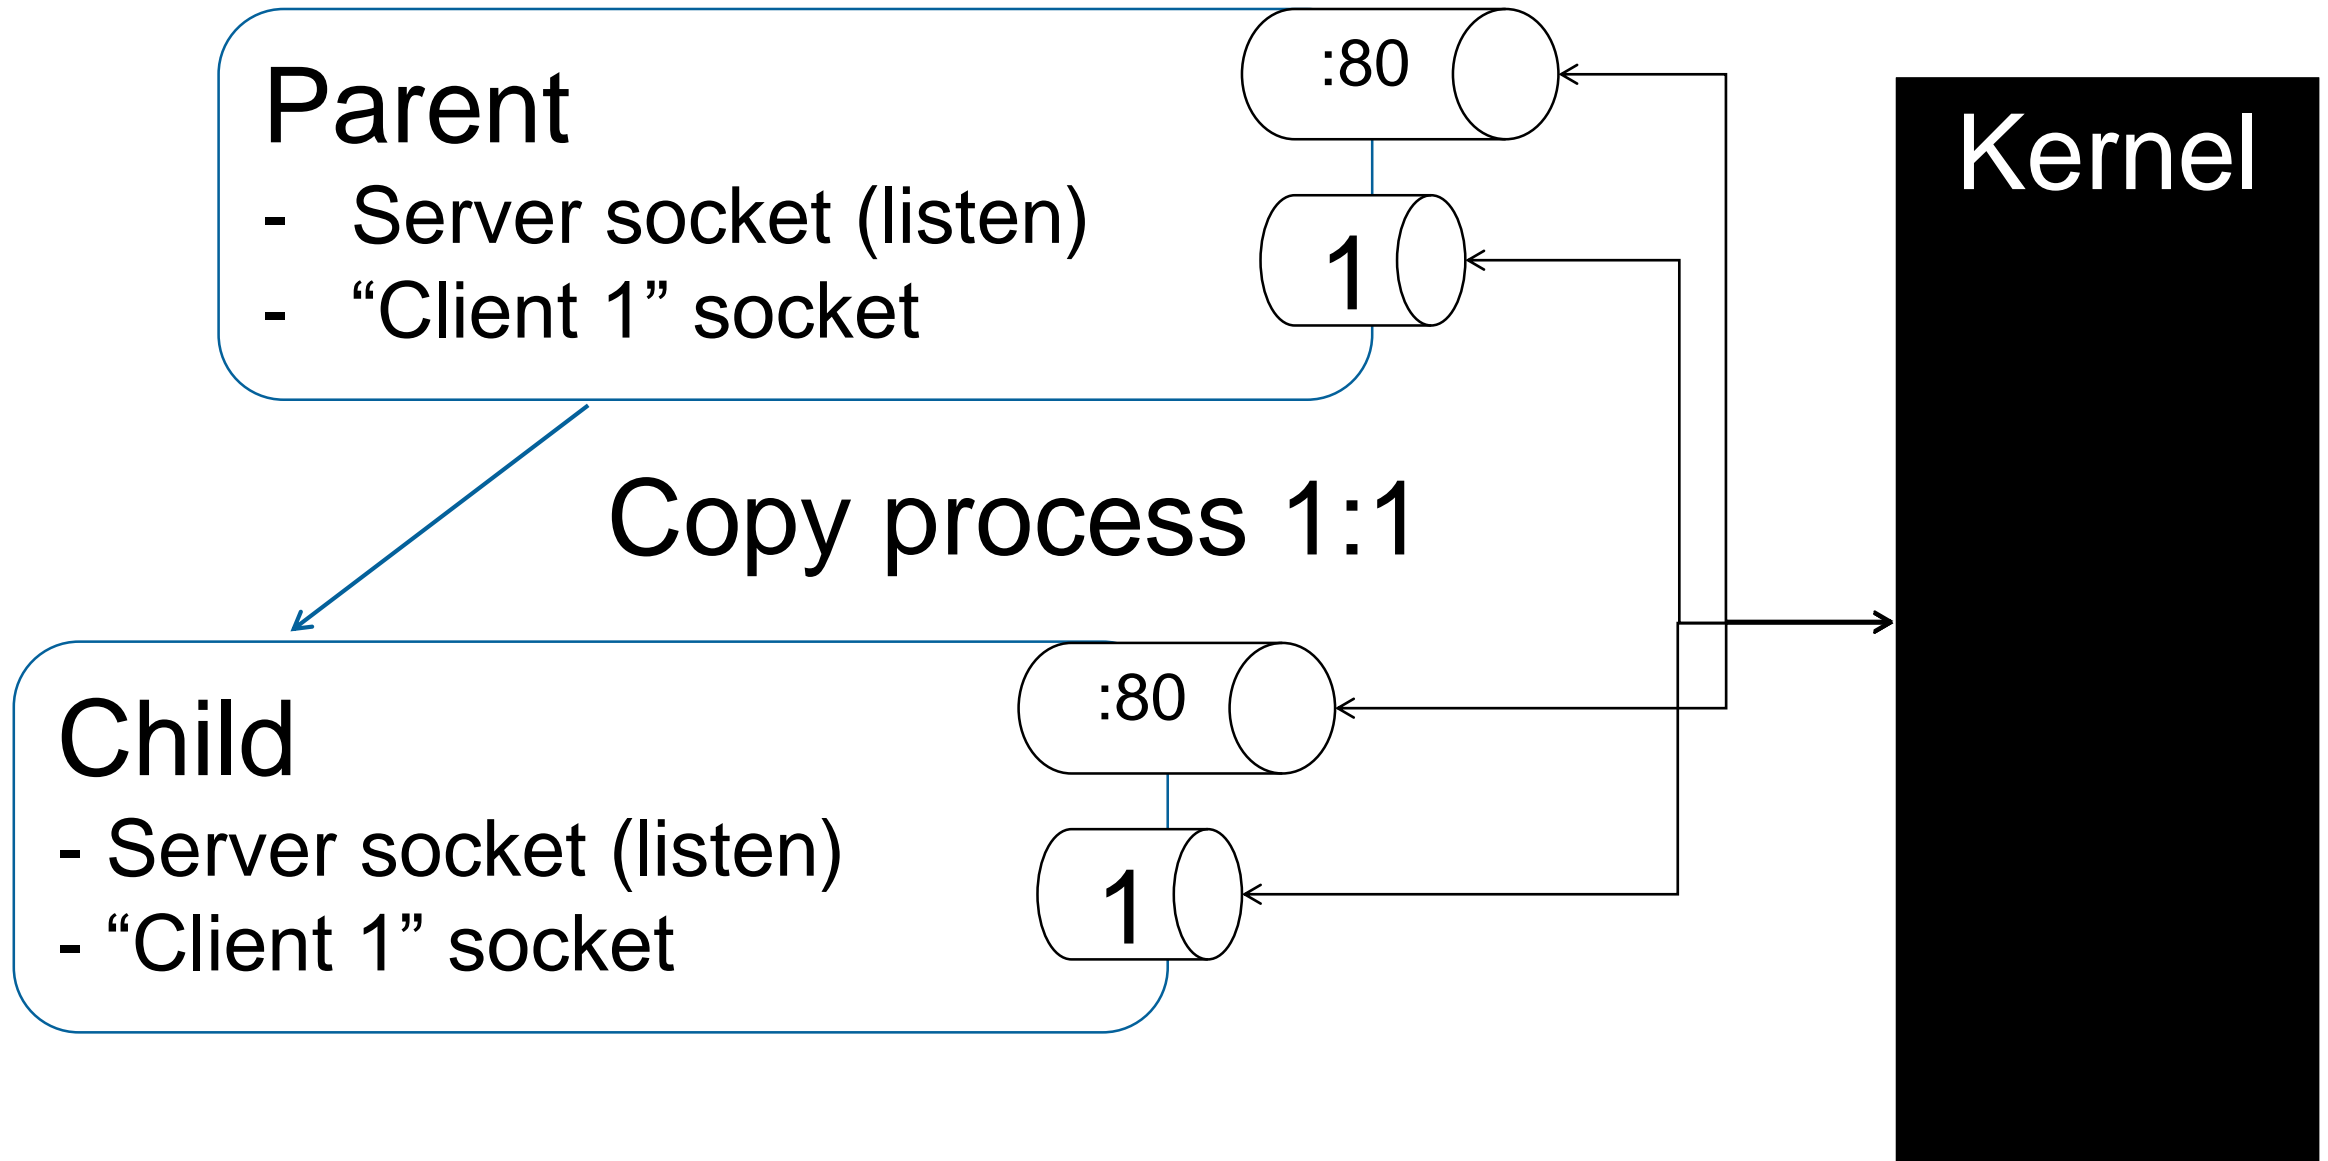 Parent
- Server socket (listen)
- “Client 1” socket
:80
1
Kernel
Copy process 1:1
Child
- Server socket (listen)
- “Client 1” socket
:80
1